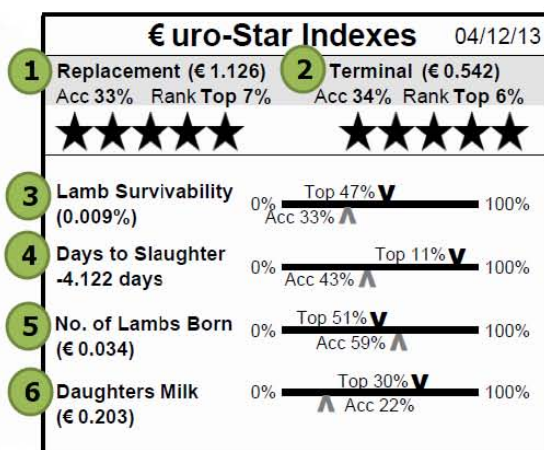 € uro-Star Indexes 04/12/13
1 Replacement (€ 1.126) 2 Terminal (€ 0.542)
Acc 33% Rank Top 7% Acc 34% Rank Top 6%
3 Lamb Survivability
(0.009%)
0% Top 47% 100%
Acc 33%
4 Days to Slaughter
-4.122 days
0% Top 11% 100%
Acc 43%
5 No. of Lambs Born
(€ 0.034)
0% Top 51% 100%
Acc 59%
6 Daughters Milk
(€ 0.203)
0% Top 30% 100%
Acc 22%